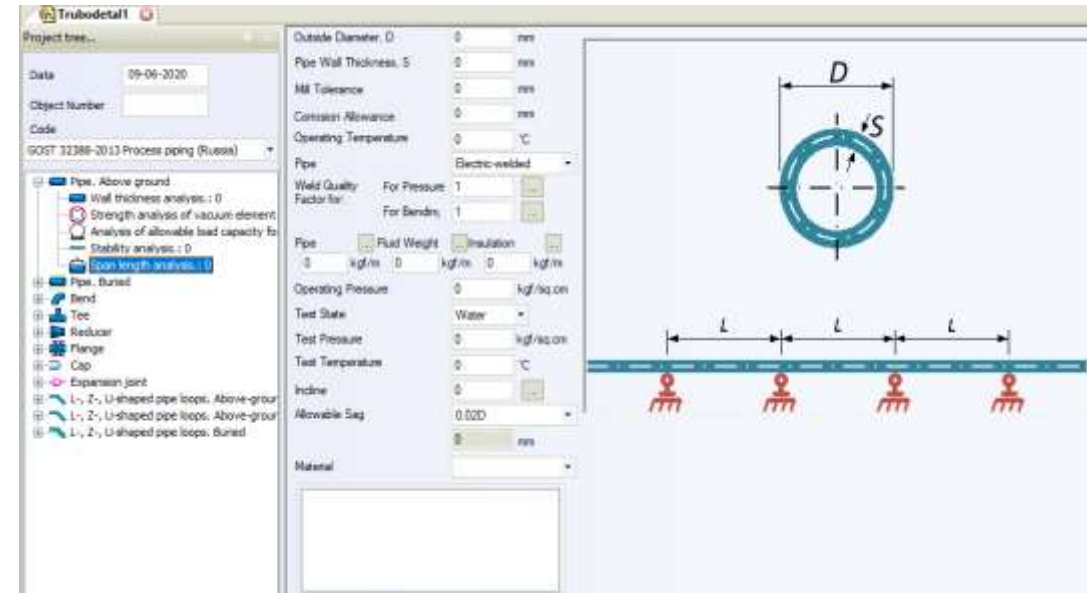 Trubodetal1
Project tree...
Data 09-06-2020
Object Number
Code
GOST 32388-2013 Process piping (Russia)
Pipe. Above ground
Wall thickness analysis. : 0
Strength analysis of vacuum element
Analysis of allowable load capacity fo
Stability analysis. : 0
Span length analysis. : 0
Pipe. Buried
Bend
Tee
Reducer
Flange
Cap
Expansion joint
L-, Z-, U-shaped pipe loops. Above-groun
L-, Z-, U-shaped pipe loops. Above-groun
L-, Z-, U-shaped pipe loops. Buried
Outside Diameter, D 0 mm
Pipe Wall Thickness, S 0 mm
Mill Tolerance 0 mm
Corrosion Allowance 0 mm
Operating Temperature 0 °C
Pipe Electric-welded
Weld Quality Factor for: For Pressure 1 ...
For Bending 1 ...
Pipe ... Fluid Weight ... Insulation ...
0 kgf/m 0 kgf/m 0 kgf/m
Operating Pressure 0 kgf/sq.cm
Test State Water
Test Pressure 0 kgf/sq.cm
Test Temperature 0 °C
Incline 0 ...
Allowable Sag 0.02D
0 mm
Material
D
S
L L L